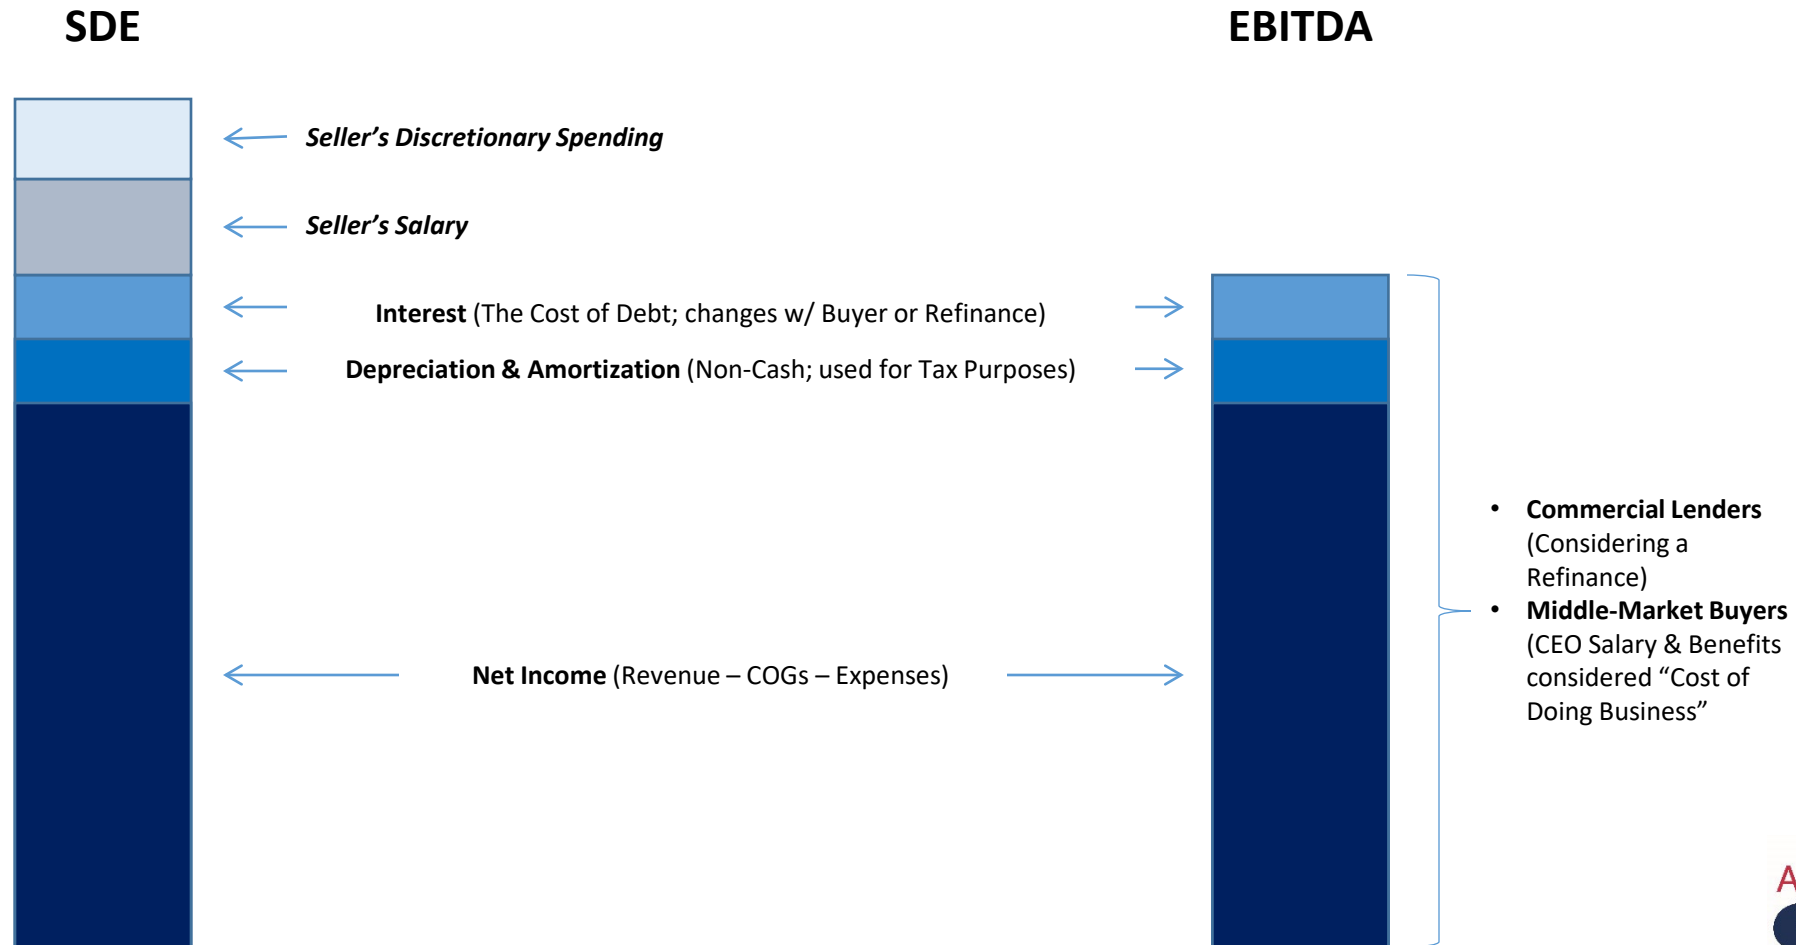 SDE
EBITDA
Seller’s Discretionary Spending
Seller’s Salary
Interest (The Cost of Debt; changes w/ Buyer or Refinance)
Depreciation & Amortization (Non-Cash; used for Tax Purposes)
Net Income (Revenue – COGs – Expenses)
• Commercial Lenders
(Considering a
Refinance)
• Middle-Market Buyers
(CEO Salary & Benefits
considered “Cost of
Doing Business”
A